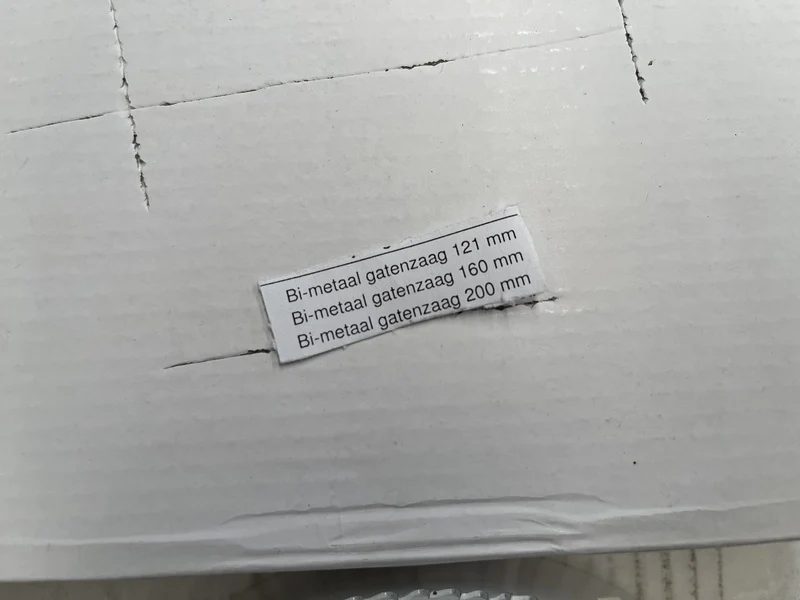 Bi-metaal gatenzaag 121 mm
Bi-metaal gatenzaag 160 mm
Bi-metaal gatenzaag 200 mm